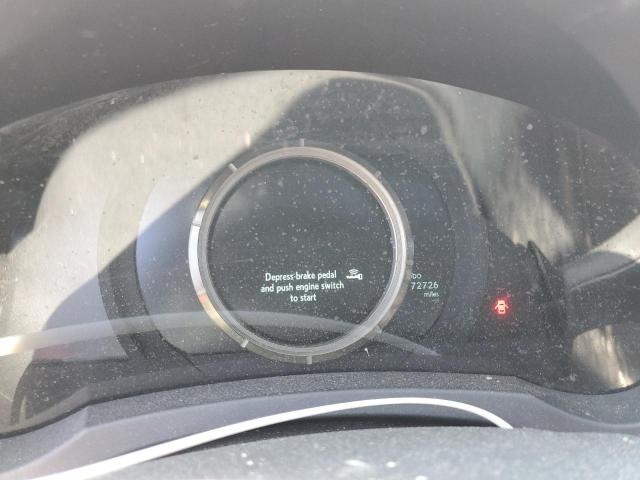 Depress brake pedal
and push engine switch
to start
72726
miles